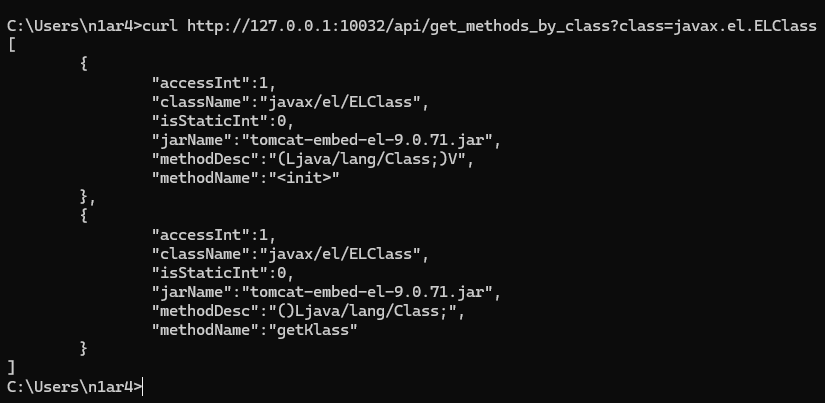 C:\Users\n1ar4>curl http://127.0.0.1:10032/api/get_methods_by_class?class=javax.el.ELClass
[
        {
                "accessInt":1,
                "className":"javax/el/ELClass",
                "isStaticInt":0,
                "jarName":"tomcat-embed-el-9.0.71.jar",
                "methodDesc":"(Ljava/lang/Class;)V",
                "methodName":"<init>"
        },
        {
                "accessInt":1,
                "className":"javax/el/ELClass",
                "isStaticInt":0,
                "jarName":"tomcat-embed-el-9.0.71.jar",
                "methodDesc":"()Ljava/lang/Class;",
                "methodName":"getKlass"
        }
]
C:\Users\n1ar4>